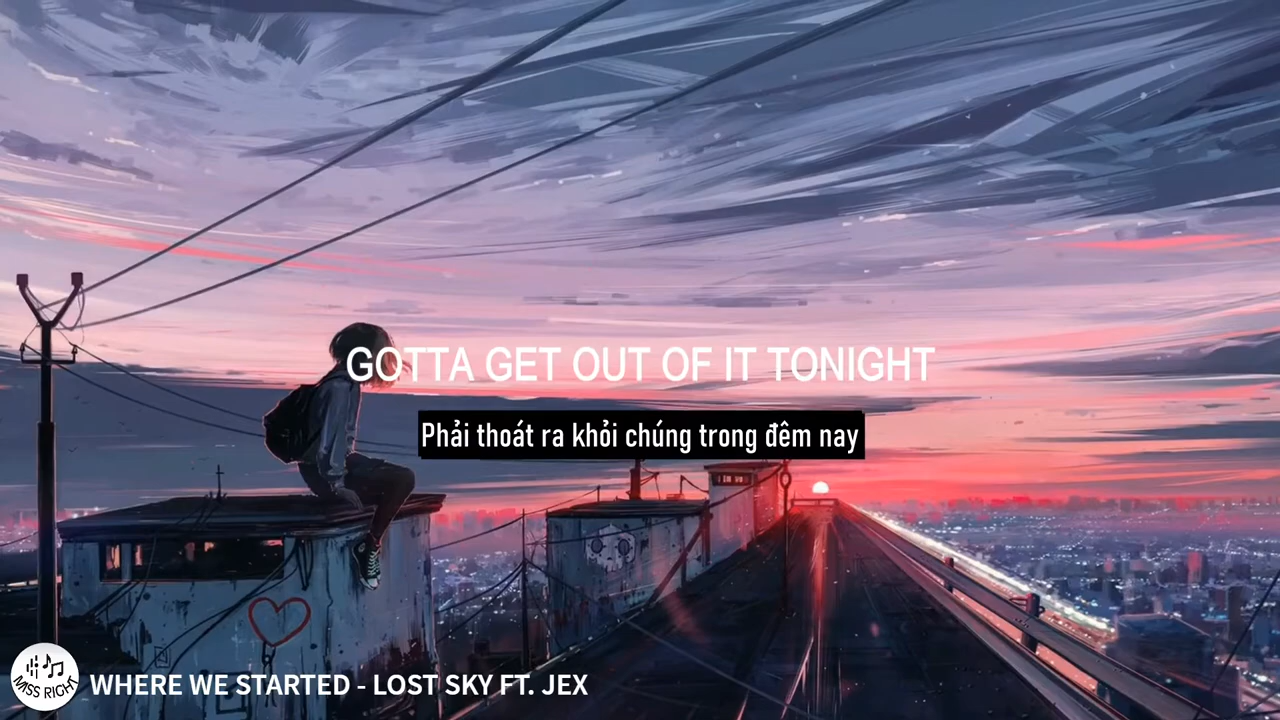 GOTTA GET OUT OF IT TONIGHT
Phải thoát ra khỏi chúng trong đêm nay
MISS RIGHT
WHERE WE STARTED - LOST SKY FT. JEX